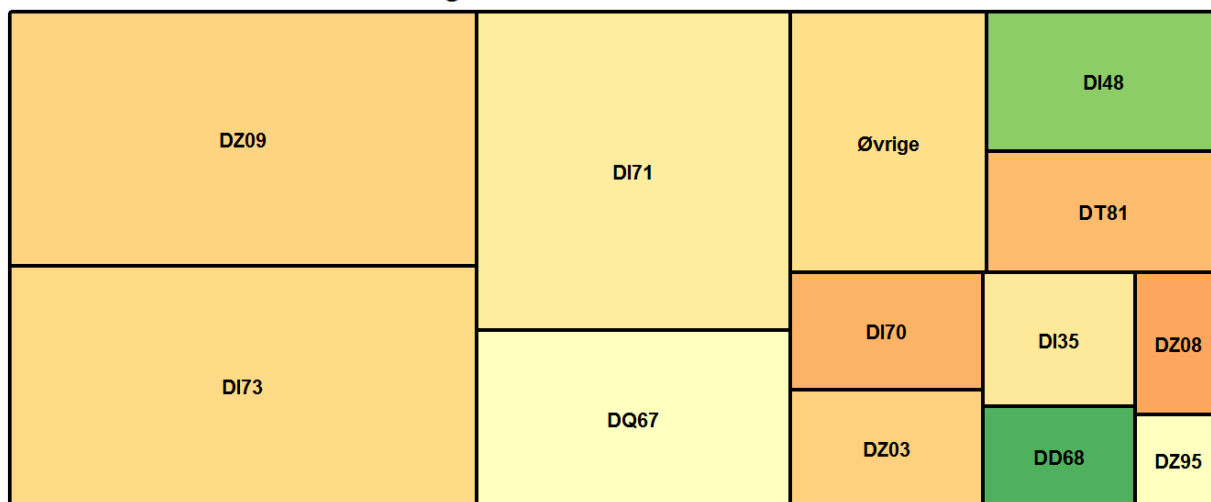 DZ09
DI71
Øvrige
DI48
DT81
DI73
DQ67
DI70
DI35
DZ08
DZ03
DD68
DZ95